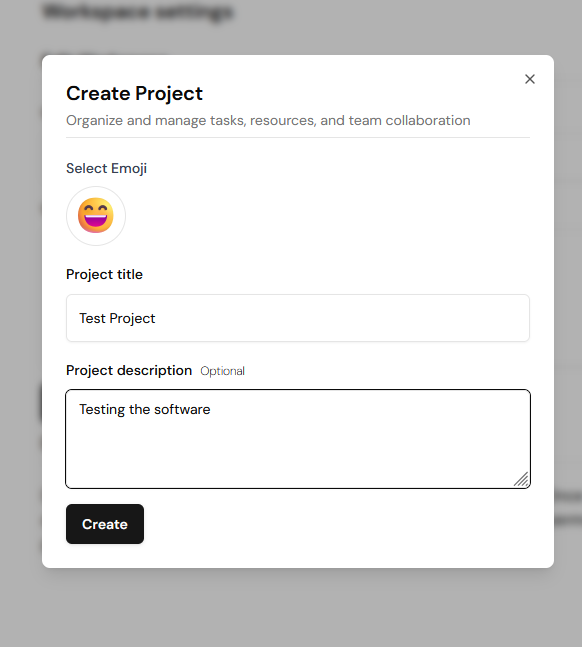 Workspace settings
Create Project
Organize and manage tasks, resources, and team collaboration
Select Emoji
Project title
Test Project
Project description Optional
Testing the software
Create